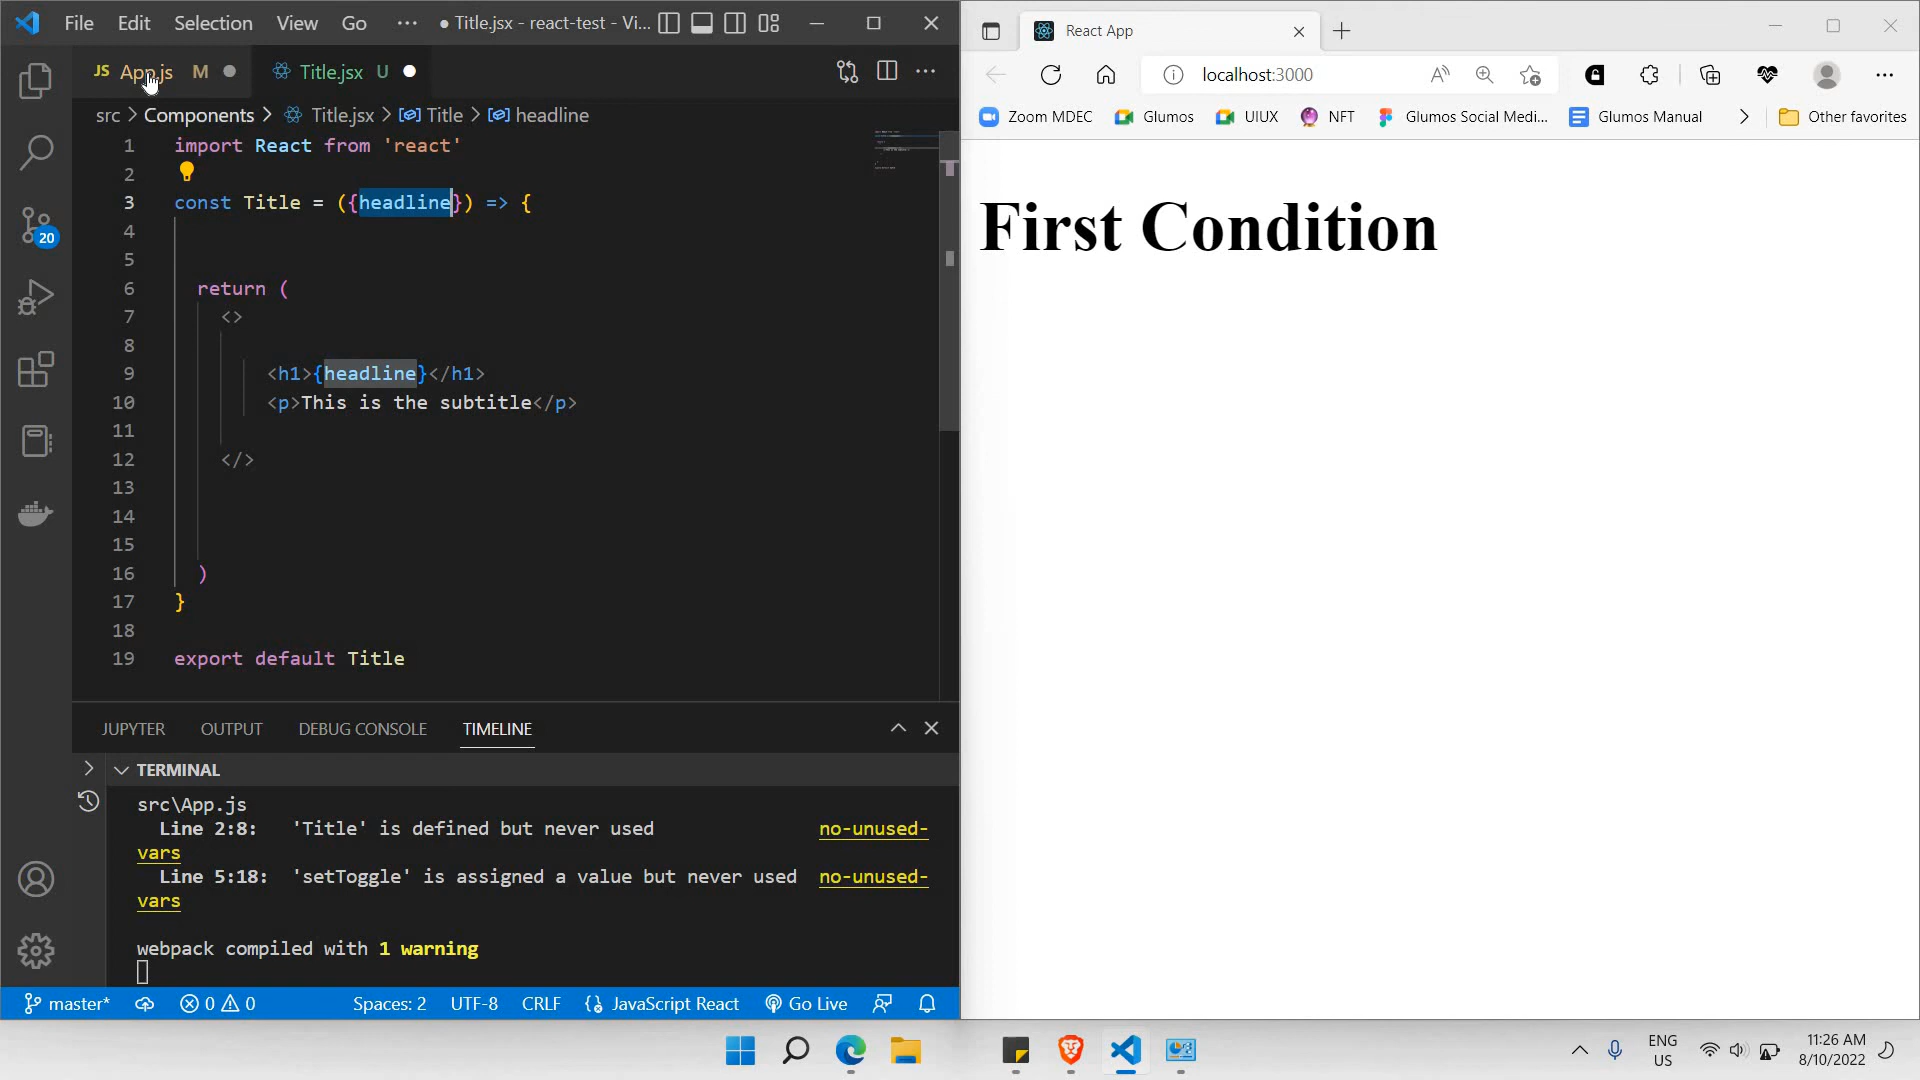 File Edit Selection View Go ··· ● Title.jsx - react-test - Vi...
JS App.js M ● Title.jsx U ●
src > Components > Title.jsx > Title > headline
1 import React from 'react'
2
3 const Title = ({headline}) => {
4
5
6 return (
7 <>
8
9 <h1>{headline}</h1>
10 <p>This is the subtitle</p>
11
12 </>
13
14
15
16 )
17 }
18
19 export default Title
20
JUPYTER OUTPUT DEBUG CONSOLE TIMELINE
TERMINAL
src\App.js
Line 2:8: 'Title' is defined but never used no-unused-
vars
Line 5:18: 'setToggle' is assigned a value but never used no-unused-
vars
webpack compiled with 1 warning
master* 0 0 Spaces: 2 UTF-8 CRLF JavaScript React Go Live
React App
localhost:3000
Zoom MDEC Glumos UIUX NFT Glumos Social Medi... Glumos Manual Other favorites
First Condition
ENG
US
11:26 AM
8/10/2022